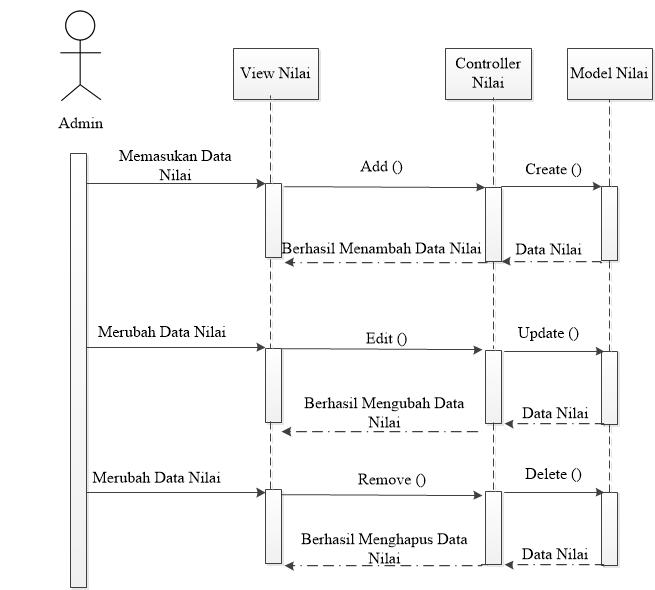 View Nilai
Controller
Nilai
Model Nilai
Admin
Memasukan Data
Nilai
Add ()
Create ()
Berhasil Menambah Data Nilai
Data Nilai
Merubah Data Nilai
Edit ()
Update ()
Berhasil Mengubah Data
Nilai
Data Nilai
Merubah Data Nilai
Remove ()
Delete ()
Berhasil Menghapus Data
Nilai
Data Nilai